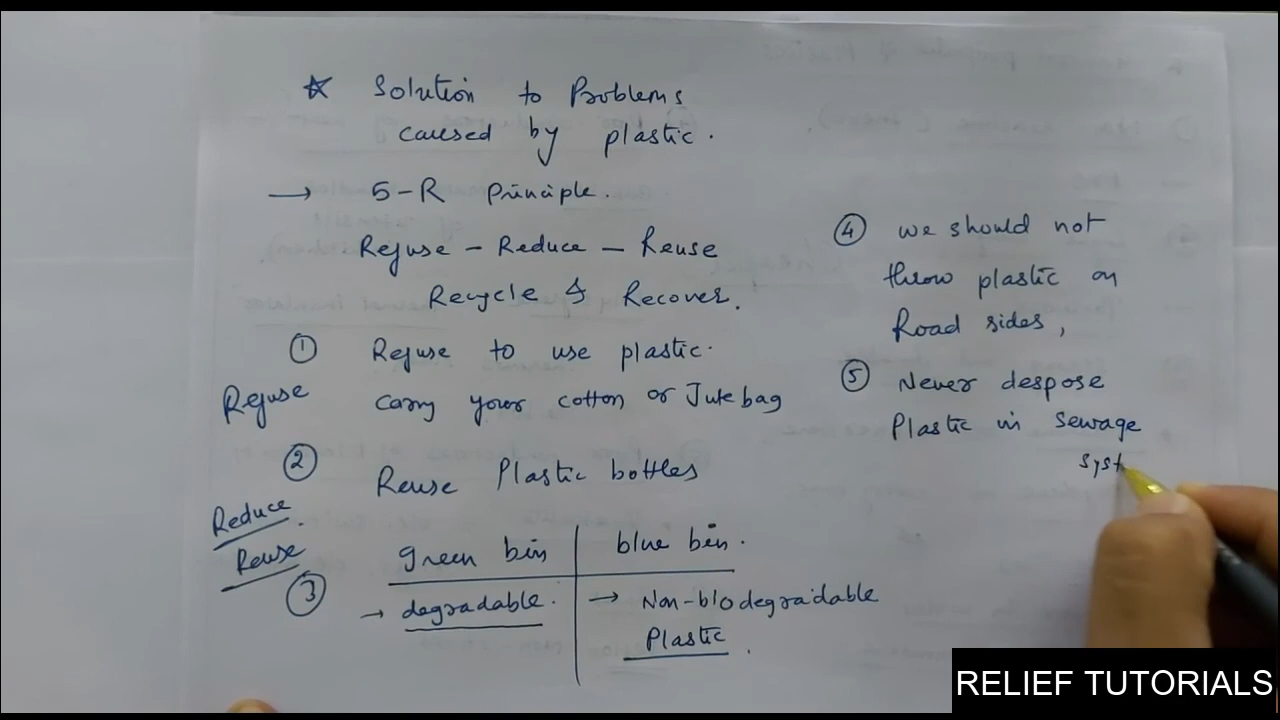 ☆ Solution to Problems
caused by plastic.
→ 5-R Principle.
Refuse - Reduce - Reuse
Recycle & Recover.
① Refuse to use plastic.
Refuse carry your cotton or Jute bag
② Reuse Plastic bottles
Reduce
Reuse
③ green bin blue bin.
→ degradable. → Non-biodegradable
Plastic.
④ we should not
throw plastic on
Road sides,
⑤ Never despose
Plastic in sewage
syst
RELIEF TUTORIALS